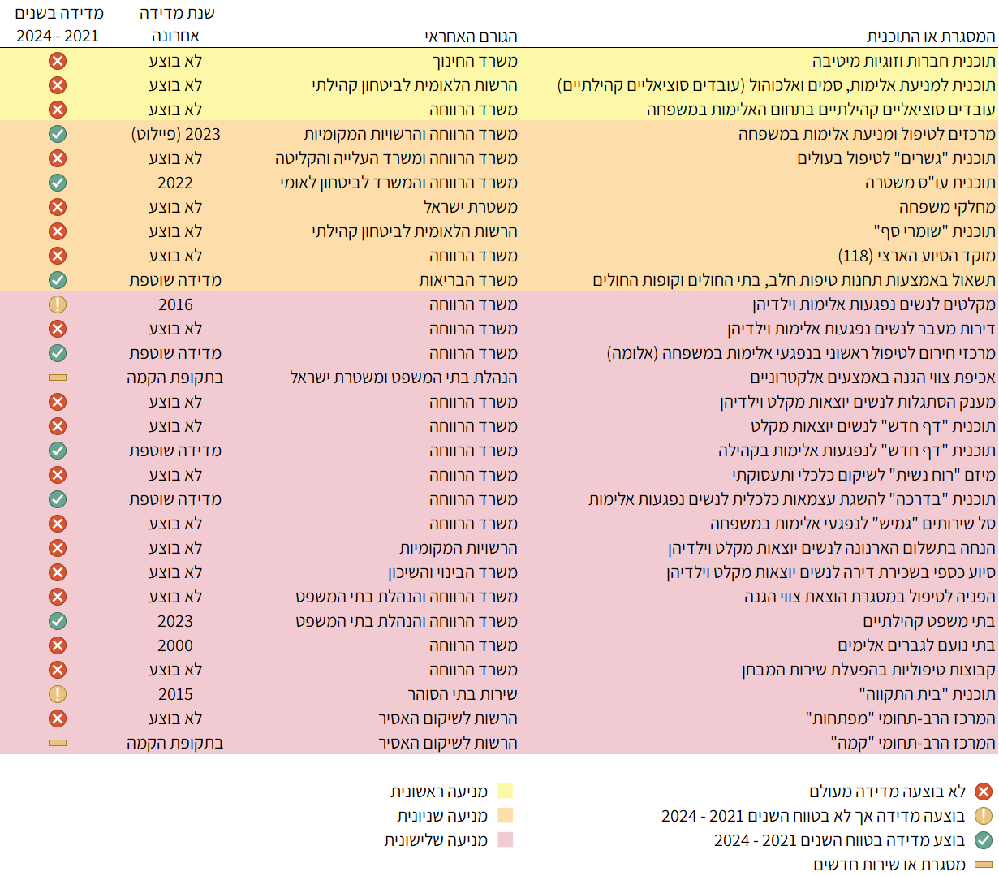 המסגרת או התוכנית הגורם האחראי שנת מדידה אחרונה מדידה בשנים 2021 - 2024
תוכנית חברות וזוגיות מיטיבה משרד החינוך לא בוצע
תוכנית למניעת אלימות, סמים ואלכוהול (עובדים סוציאליים קהילתיים) הרשות הלאומית לביטחון קהילתי לא בוצע
עובדים סוציאליים קהילתיים בתחום האלימות במשפחה משרד הרווחה לא בוצע
מרכזים לטיפול ומניעת אלימות במשפחה משרד הרווחה והרשויות המקומיות 2023 (פיילוט)
תוכנית "גשרים" לטיפול בעולים משרד הרווחה ומשרד העלייה והקליטה לא בוצע
תוכנית עו"ס משטרה משרד הרווחה והמשרד לביטחון לאומי 2022
מחלקי משפחה משטרת ישראל לא בוצע
תוכנית "שומרי סף" הרשות הלאומית לביטחון קהילתי לא בוצע
מוקד הסיוע הארצי (118) משרד הרווחה לא בוצע
תשאול באמצעות תחנות טיפות חלב, בתי החולים וקופות החולים משרד הבריאות מדידה שוטפת
מקלטים לנשים נפגעות אלימות וילדיהן משרד הרווחה 2016
דירות מעבר לנשים נפגעות אלימות וילדיהן משרד הרווחה לא בוצע
מרכזי חירום לטיפול ראשוני בנפגעי אלימות במשפחה (אלומה) משרד הרווחה מדידה שוטפת
אכיפת צווי הגנה באמצעים אלקטרוניים הנהלת בתי המשפט ומשטרת ישראל בתקופת הקמה
מענק הסתגלות לנשים יוצאות מקלט וילדיהן משרד הרווחה לא בוצע
תוכנית "דף חדש" לנשים יוצאות מקלט משרד הרווחה לא בוצע
תוכנית "דף חדש" לנפגעות אלימות בקהילה משרד הרווחה מדידה שוטפת
מיזם "רוח נשית" לשיקום כלכלי ותעסוקתי משרד הרווחה לא בוצע
תוכנית "בדרכה" להשגת עצמאות כלכלית לנשים נפגעות אלימות משרד הרווחה מדידה שוטפת
סל שירותים "גמיש" לנפגעי אלימות במשפחה משרד הרווחה לא בוצע
הנחה בתשלום הארנונה לנשים יוצאות מקלט וילדיהן הרשויות המקומיות לא בוצע
סיוע כספי בשכירת דירה לנשים יוצאות מקלט וילדיהן משרד הבינוי והשיכון לא בוצע
הפניה לטיפול במסגרת הוצאת צווי הגנה משרד הרווחה והנהלת בתי המשפט לא בוצע
בתי משפט קהילתיים משרד הרווחה והנהלת בתי המשפט 2023
בתי נועם לגברים אלימים משרד הרווחה 2000
קבוצות טיפוליות בהפעלת שירות המבחן משרד הרווחה לא בוצע
תוכנית "בית התקווה" שירות בתי הסוהר 2015
המרכז הרב-תחומי "מפתחות" הרשות לשיקום האסיר לא בוצע
המרכז הרב-תחומי "קמה" הרשות לשיקום האסיר בתקופת הקמה
לא בוצעה מדידה מעולם מניעה ראשונית
בוצעה מדידה אך לא בטווח השנים 2021 - 2024 מניעה שניונית
בוצע מדידה בטווח השנים 2021 - 2024 מניעה שלישונית
מסגרת או שירות חדשים